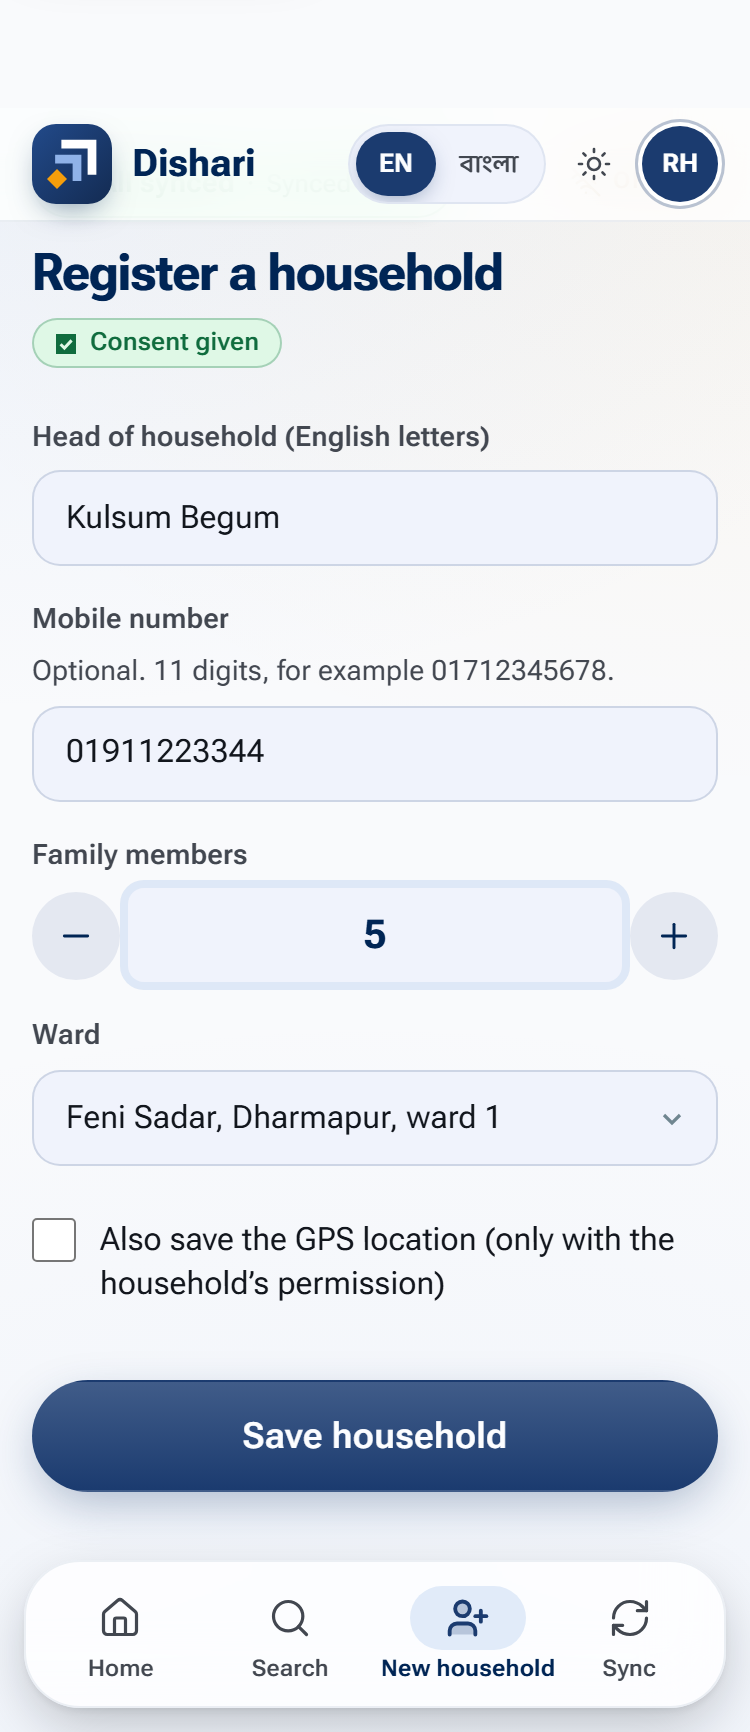 Dishari
EN
বাংলা
RH
Register a household
Consent given
Head of household (English letters)
Kulsum Begum
Mobile number
Optional. 11 digits, for example 01712345678.
01911223344
Family members
5
Ward
Feni Sadar, Dharmapur, ward 1
Also save the GPS location (only with the
household’s permission)
Save household
Home
Search
New household
Sync